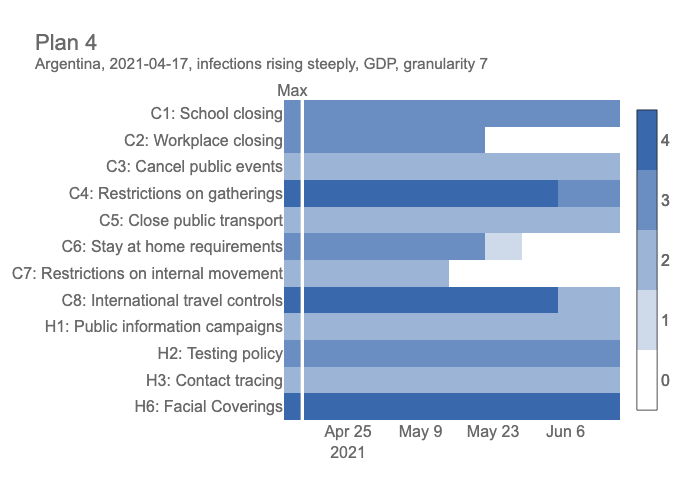 Plan 4
Argentina, 2021-04-17, infections rising steeply, GDP, granularity 7
Max
C1: School closing
C2: Workplace closing
C3: Cancel public events
C4: Restrictions on gatherings
C5: Close public transport
C6: Stay at home requirements
C7: Restrictions on internal movement
C8: International travel controls
H1: Public information campaigns
H2: Testing policy
H3: Contact tracing
H6: Facial Coverings
Apr 25 May 9 May 23 Jun 6
2021
4
3
2
1
0